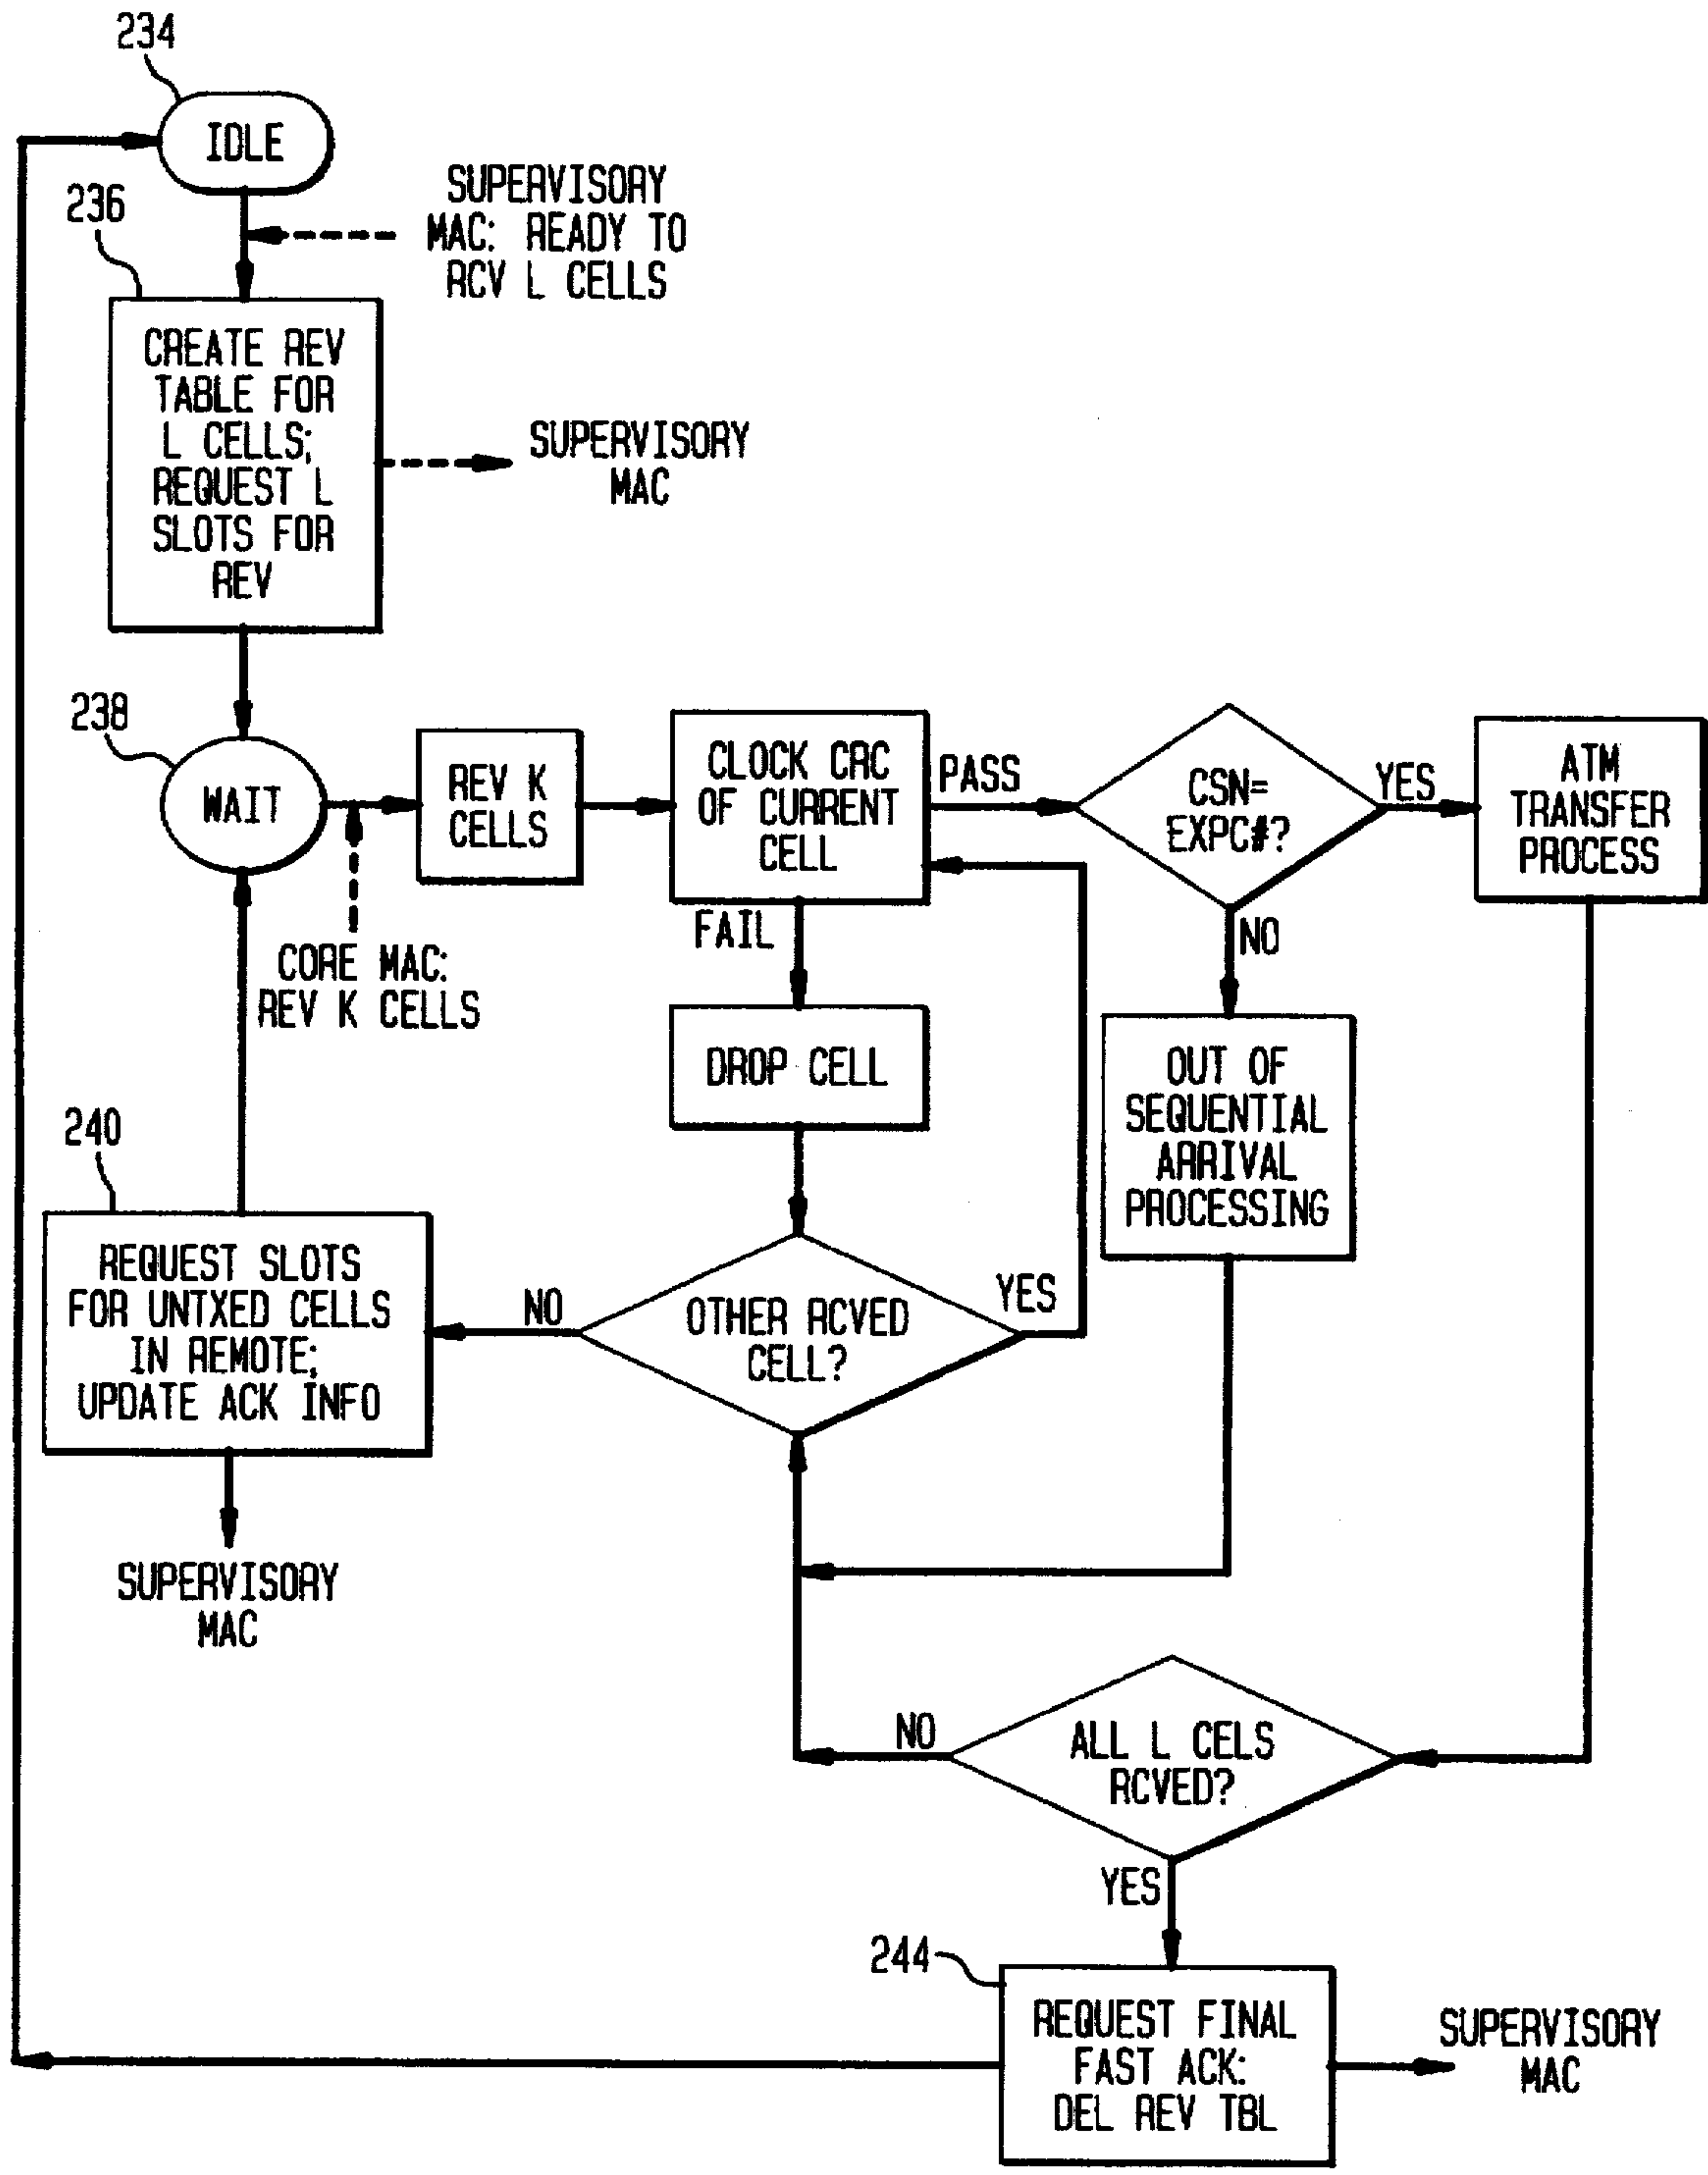 234
IDLE
SUPERVISORY
MAC: READY TO
RCV L CELLS
236
CREATE REV
TABLE FOR
L CELLS;
REQUEST L
SLOTS FOR
REV
SUPERVISORY
MAC
238
WAIT
CORE MAC:
REV K CELLS
REV K
CELLS
CLOCK CRC
OF CURRENT
CELL
PASS
CSN=
EXPC#?
YES
ATM
TRANSFER
PROCESS
FAIL
NO
DROP CELL
OUT OF
SEQUENTIAL
ARRIVAL
PROCESSING
240
REQUEST SLOTS
FOR UNTXED CELLS
IN REMOTE;
UPDATE ACK INFO
NO
OTHER RCVED
CELL?
YES
SUPERVISORY
MAC
NO
ALL L CELS
RCVED?
YES
244
REQUEST FINAL
FAST ACK:
DEL REV TBL
SUPERVISORY
MAC